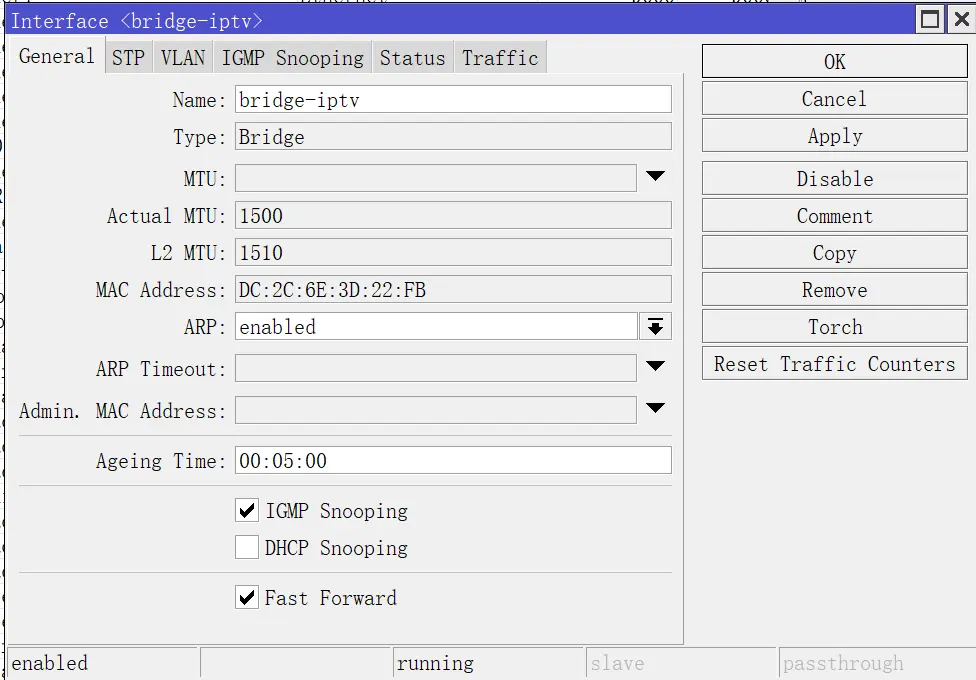 Interface <bridge-iptv>
General STP VLAN IGMP Snooping Status Traffic
Name: bridge-iptv
Type: Bridge
MTU:
Actual MTU: 1500
L2 MTU: 1510
MAC Address: DC:2C:6E:3D:22:FB
ARP: enabled
ARP Timeout:
Admin. MAC Address:
Ageing Time: 00:05:00
IGMP Snooping
DHCP Snooping
Fast Forward
OK
Cancel
Apply
Disable
Comment
Copy
Remove
Torch
Reset Traffic Counters
enabled running slave passthrough